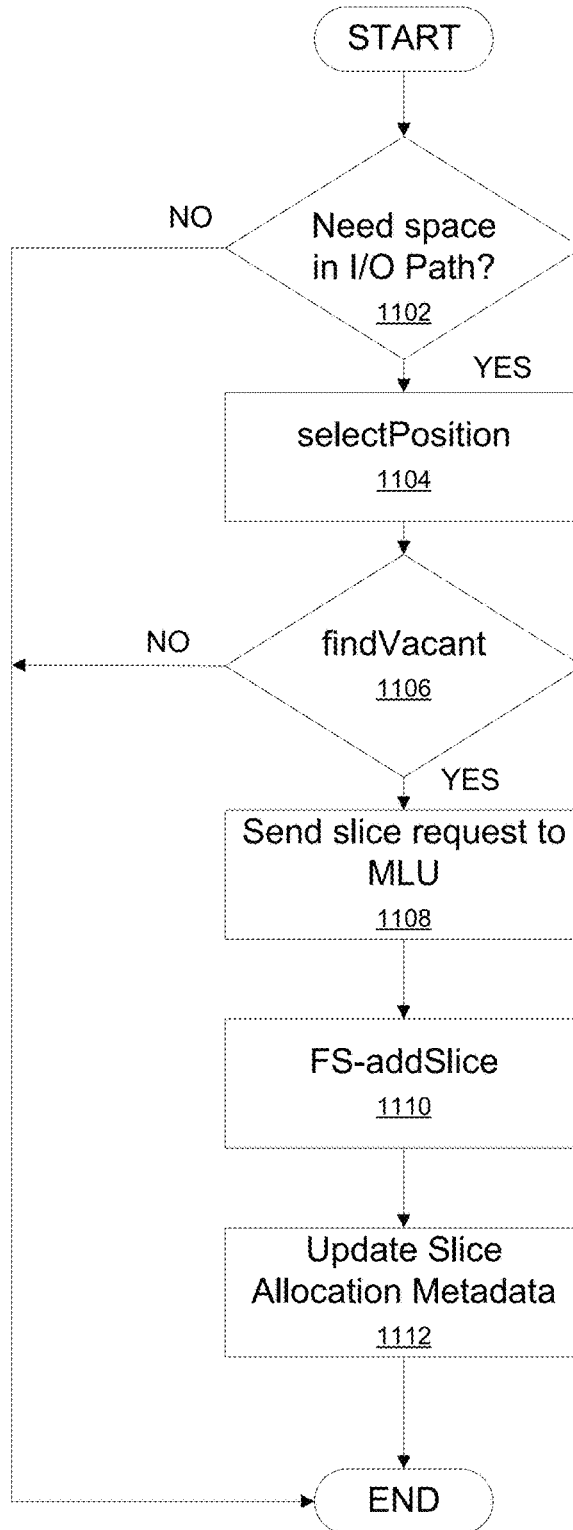 START
NO
Need space
in I/O Path?
1102
YES
selectPosition
1104
NO
findVacant
1106
YES
Send slice request to
MLU
1108
FS-addSlice
1110
Update Slice
Allocation Metadata
1112
END